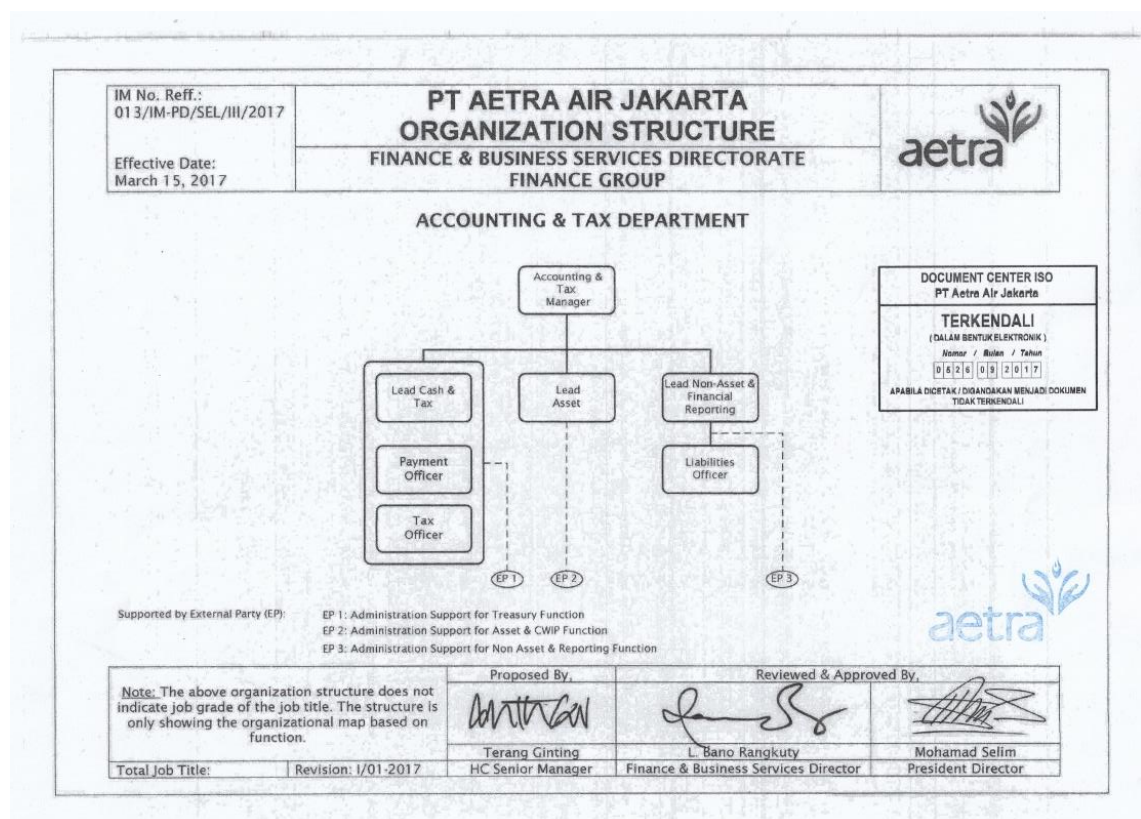 IM No. Reff.:
013/IM-PD/SEL/III/2017
Effective Date:
March 15, 2017
PT AETRA AIR JAKARTA
ORGANIZATION STRUCTURE
FINANCE & BUSINESS SERVICES DIRECTORATE
FINANCE GROUP
aetra
ACCOUNTING & TAX DEPARTMENT
DOCUMENT CENTER ISO
PT Aetra Air Jakarta
TERKENDALI
( DALAM BENTUK ELEKTRONIK )
Nomor / Bulan / Tahun
0626 09 2017
APABILA DICETAK / DIGANDAKAN MENJADI DOKUMEN
TIDAK TERKENDALI
Accounting &
Tax
Manager
Lead Cash &
Tax
Lead
Asset
Lead Non-Asset &
Financial
Reporting
Payment
Officer
Liabilities
Officer
Tax
Officer
EP 1
EP 2
EP 3
aetra
Supported by External Party (EP):
EP 1: Administration Support for Treasury Function
EP 2: Administration Support for Asset & CWIP Function
EP 3: Administration Support for Non Asset & Reporting Function
Note: The above organization structure does not
indicate job grade of the job title. The structure is
only showing the organizational map based on
function.
Total Job Title:
Revision: I/01-2017
Proposed By,
Terang Ginting
HC Senior Manager
Reviewed & Approved By,
L. Bano Rangkuty
Finance & Business Services Director
Mohamad Selim
President Director